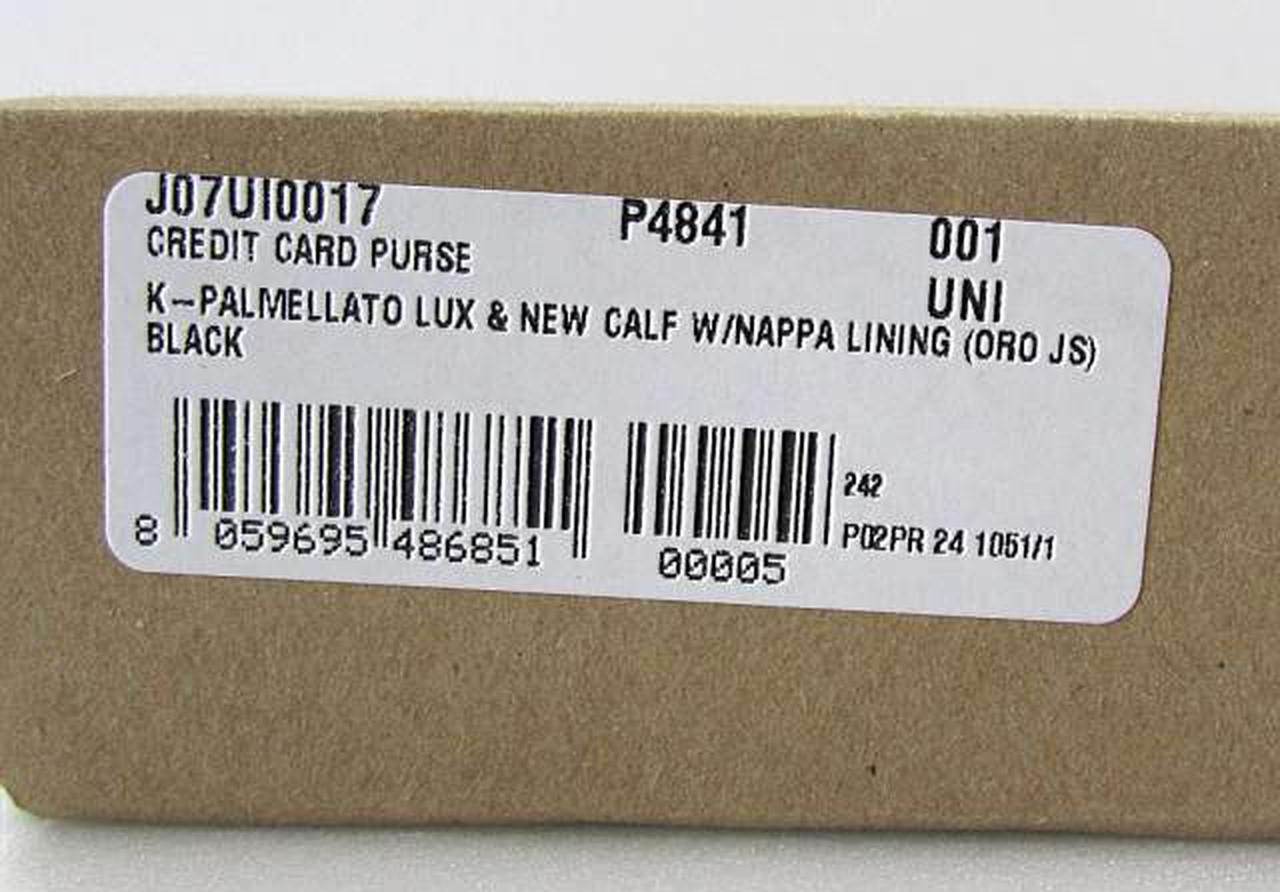 J07UI0017 P4841 001
CREDIT CARD PURSE UNI
K-PALMELLATO LUX & NEW CALF W/NAPPA LINING (ORO JS)
BLACK
242
P02PR 24 1051/1
8 059695 486851 00005